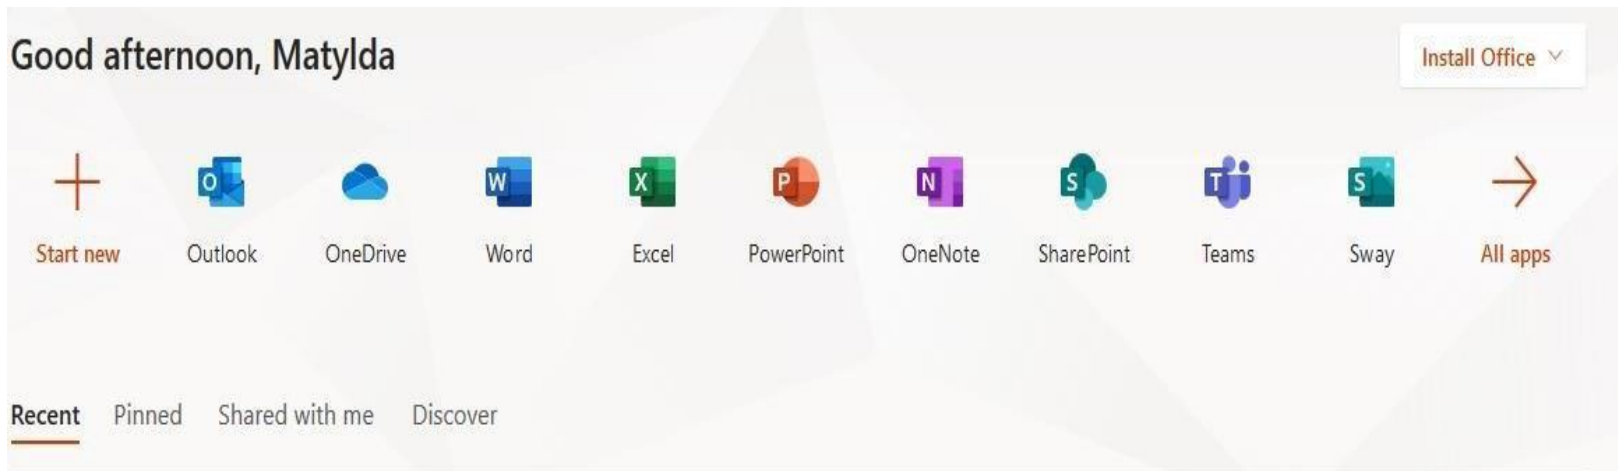 Good afternoon, Matylda
Install Office
O
W
X
P
N
S
T
S
Start new
Outlook
OneDrive
Word
Excel
PowerPoint
OneNote
SharePoint
Teams
Sway
All apps
Recent
Pinned
Shared with me
Discover